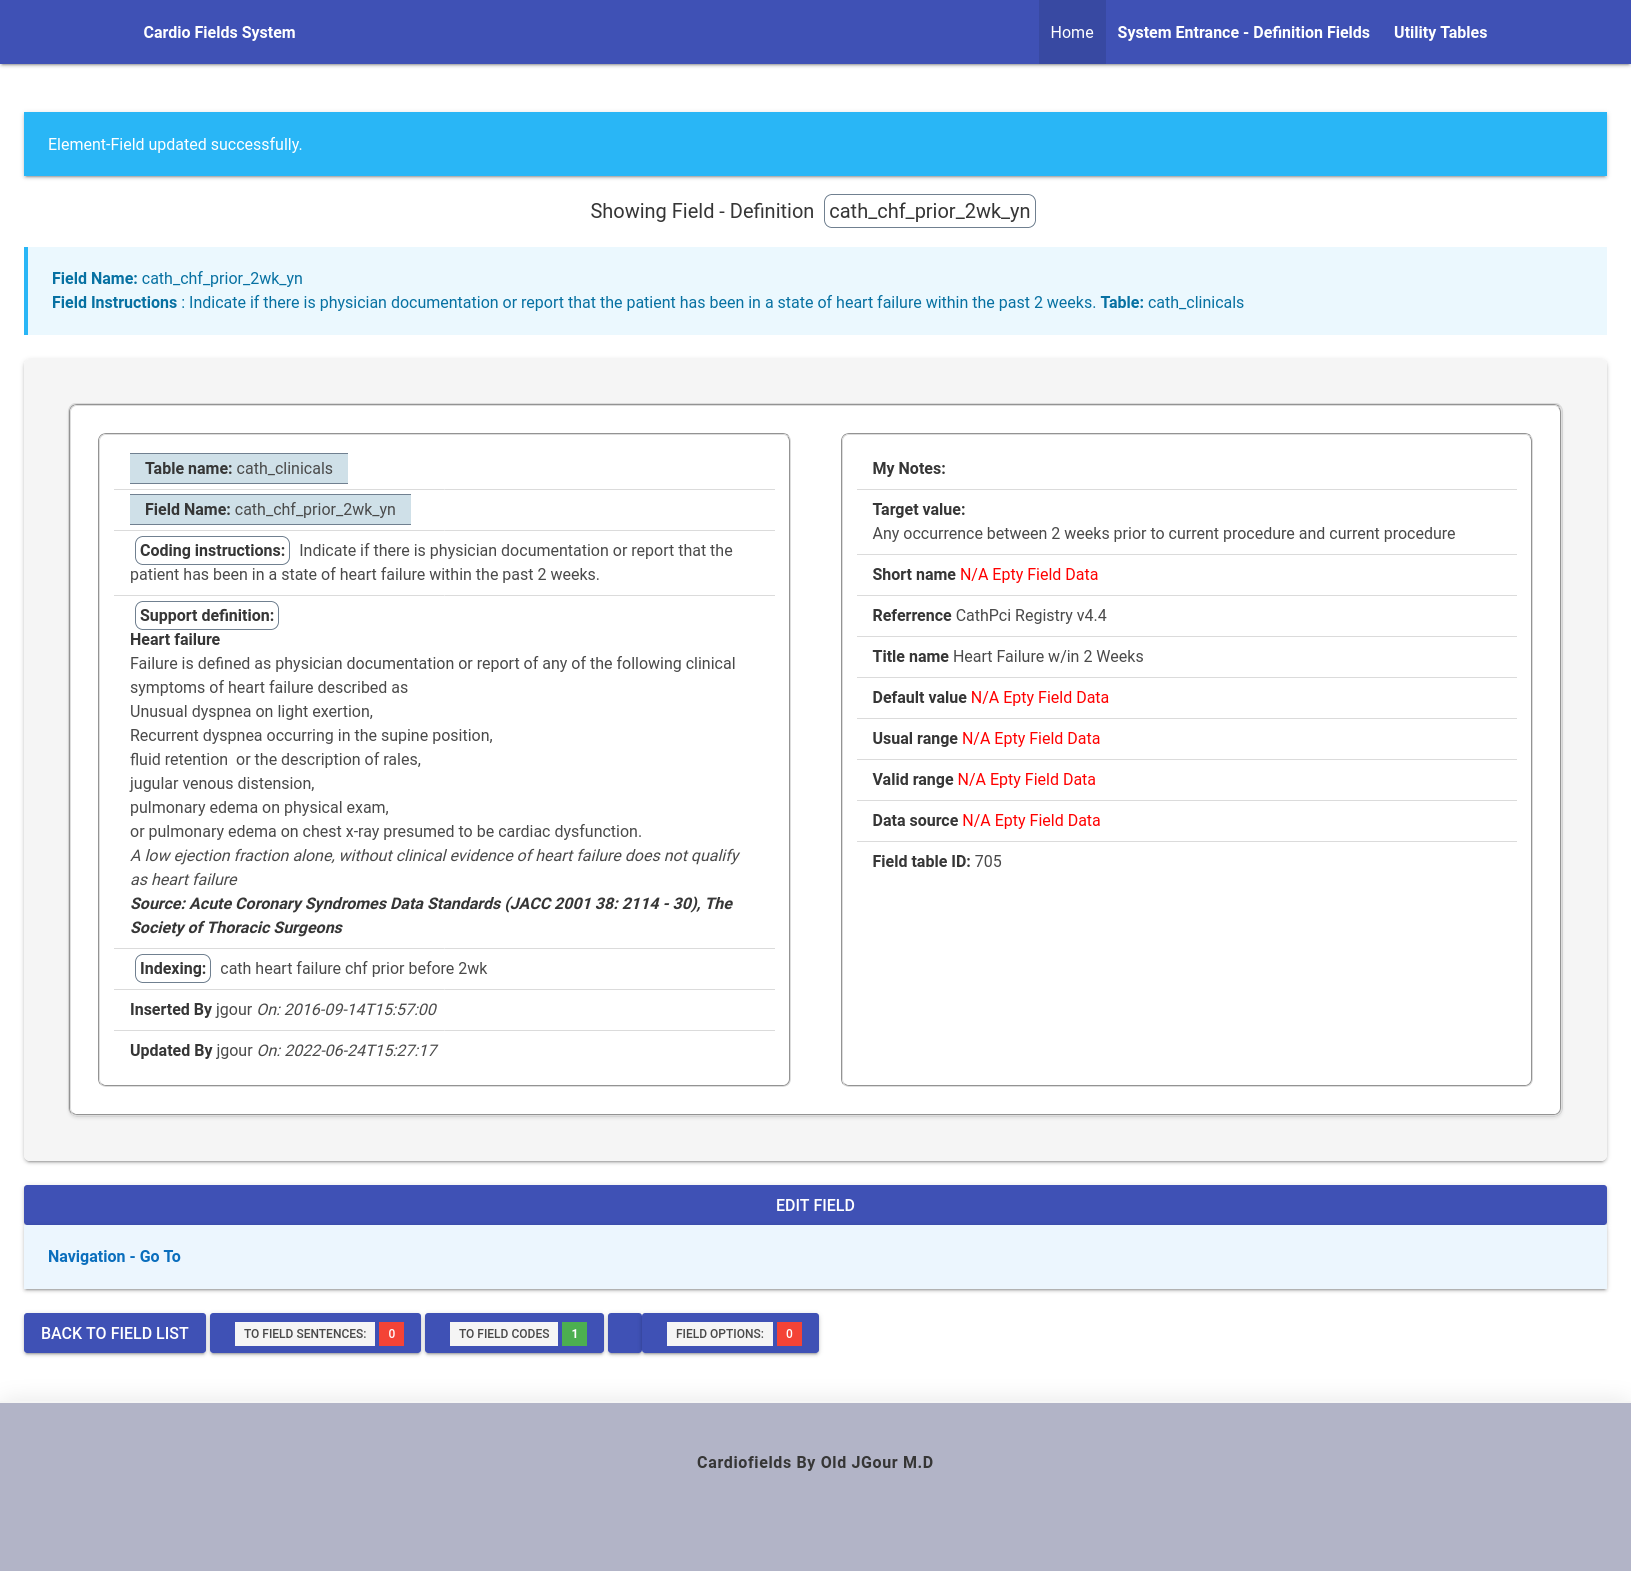 Cardio Fields System
Home
System Entrance - Definition Fields
Utility Tables
Element-Field updated successfully.
Showing Field - Definition cath_chf_prior_2wk_yn
Field Name: cath_chf_prior_2wk_yn
Field Instructions : Indicate if there is physician documentation or report that the patient has been in a state of heart failure within the past 2 weeks. Table: cath_clinicals
Table name: cath_clinicals
Field Name: cath_chf_prior_2wk_yn
Coding instructions: Indicate if there is physician documentation or report that the
patient has been in a state of heart failure within the past 2 weeks.
Support definition:
Heart failure
Failure is defined as physician documentation or report of any of the following clinical
symptoms of heart failure described as
Unusual dyspnea on light exertion,
Recurrent dyspnea occurring in the supine position,
fluid retention  or the description of rales,
jugular venous distension,
pulmonary edema on physical exam,
or pulmonary edema on chest x-ray presumed to be cardiac dysfunction.
A low ejection fraction alone, without clinical evidence of heart failure does not qualify
as heart failure
Source: Acute Coronary Syndromes Data Standards (JACC 2001 38: 2114 - 30), The
Society of Thoracic Surgeons
Indexing: cath heart failure chf prior before 2wk
Inserted By jgour On: 2016-09-14T15:57:00
Updated By jgour On: 2022-06-24T15:27:17
My Notes:
Target value:
Any occurrence between 2 weeks prior to current procedure and current procedure
Short name N/A Epty Field Data
Referrence CathPci Registry v4.4
Title name Heart Failure w/in 2 Weeks
Default value N/A Epty Field Data
Usual range N/A Epty Field Data
Valid range N/A Epty Field Data
Data source N/A Epty Field Data
Field table ID: 705
EDIT FIELD
Navigation - Go To
BACK TO FIELD LIST
TO FIELD SENTENCES: 0
TO FIELD CODES 1
FIELD OPTIONS: 0
Cardiofields By Old JGour M.D